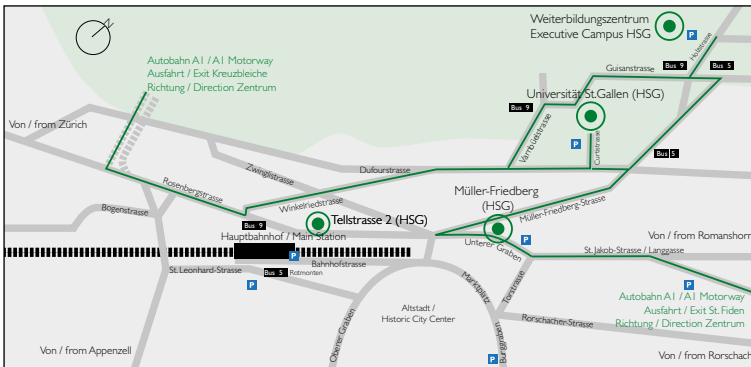 Weiterbildungszentrum
Executive Campus HSG
P
Holzstrasse
Autobahn A1 / A1 Motorway
Ausfahrt / Exit Kreuzbleiche
Richtung / Direction Zentrum
Bus 9
Bus 5
Guisanstrasse
Universität St.Gallen (HSG)
Bus 9
Varnbüelstrasse
P
Curtistrasse
Von / from Zürich
Bus 5
Zwinglistrasse
Dufourstrasse
Rosenbergstrasse
Müller-Friedberg
(HSG)
Winkelriedstrasse
Müller-Friedberg-Strasse
Bogenstrasse
Tellstrasse 2 (HSG)
Bus 9
Hauptbahnhof / Main Station
Von / from Romanshorn
P
Unterer Graben
P
St.Jakob-Strasse / Langgasse
Bahnhofstrasse
St.Leonhard-Strasse
Bus 5 Rotmonten
P
Marktplatz
Torstrasse
P
Autobahn A1 / A1 Motorway
Ausfahrt / Exit St.Fiden
Richtung / Direction Zentrum
Altstadt /
Historic City Center
Rorschacher-Strasse
Oberer Graben
Burggraben
Von / from Appenzell
P
Von / from Rorschach